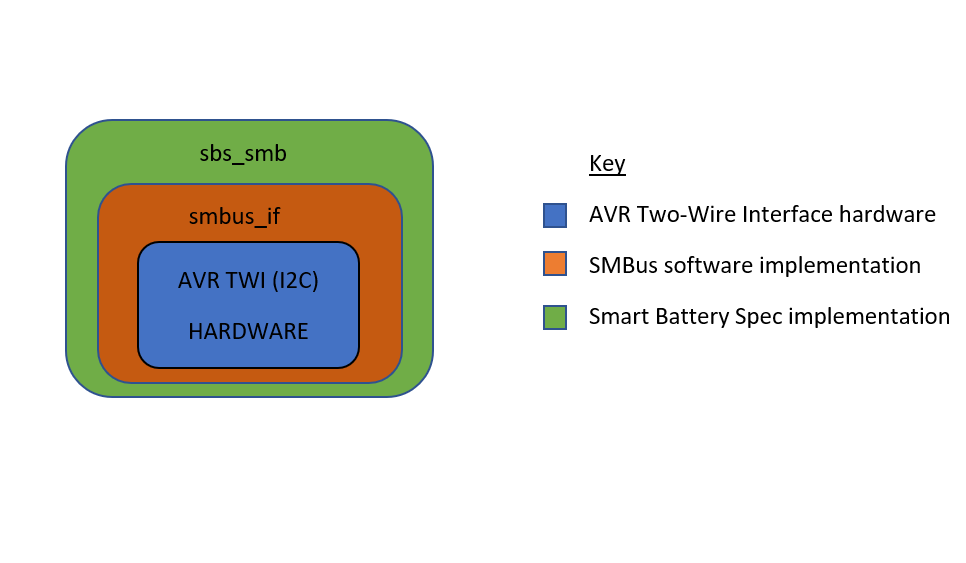 sbs_smb
smbus_if
AVR TWI (I2C)
HARDWARE
Key
AVR Two-Wire Interface hardware
SMBus software implementation
Smart Battery Spec implementation